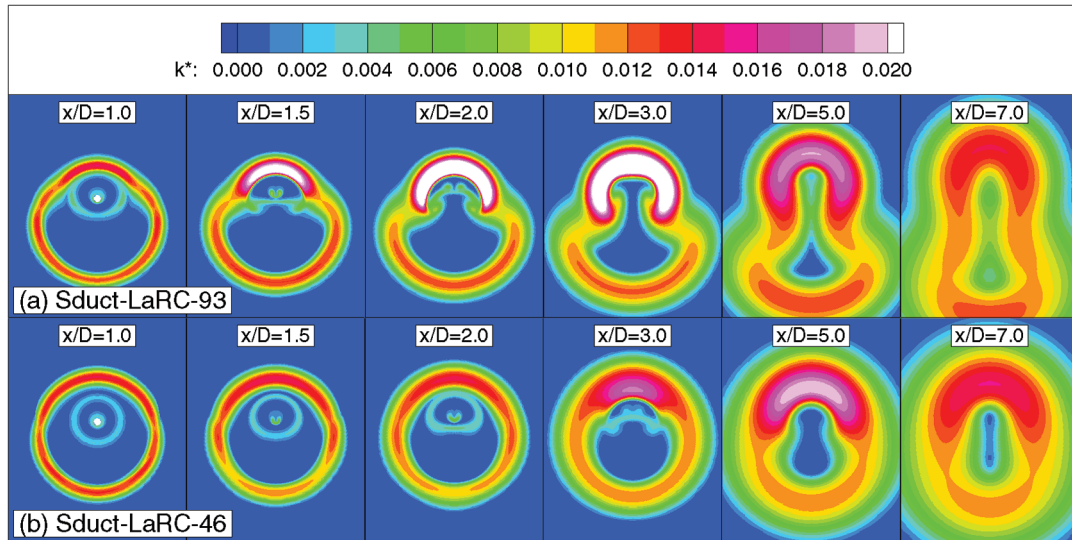 k*: 0.000 0.002 0.004 0.006 0.008 0.010 0.012 0.014 0.016 0.018 0.020
x/D=1.0 x/D=1.5 x/D=2.0 x/D=3.0 x/D=5.0 x/D=7.0
(a) Sduct-LaRC-93
x/D=1.0 x/D=1.5 x/D=2.0 x/D=3.0 x/D=5.0 x/D=7.0
(b) Sduct-LaRC-46